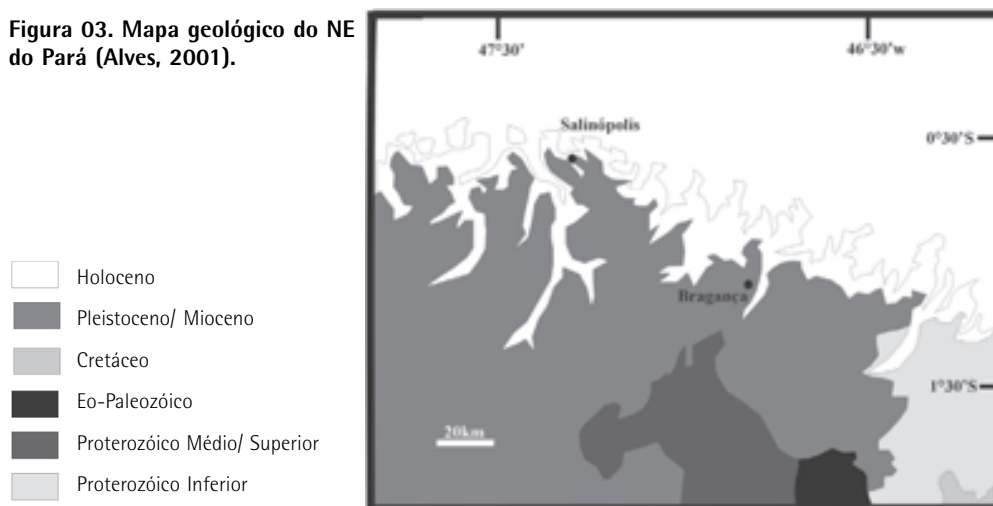 Figura 03. Mapa geológico do NE
do Pará (Alves, 2001).
47°30'
46°30'w
Salinópolis
0°30'S
Bragança
1°30'S
20km
Holoceno
Pleistoceno/ Mioceno
Cretáceo
Eo-Paleozóico
Proterozóico Médio/ Superior
Proterozóico Inferior